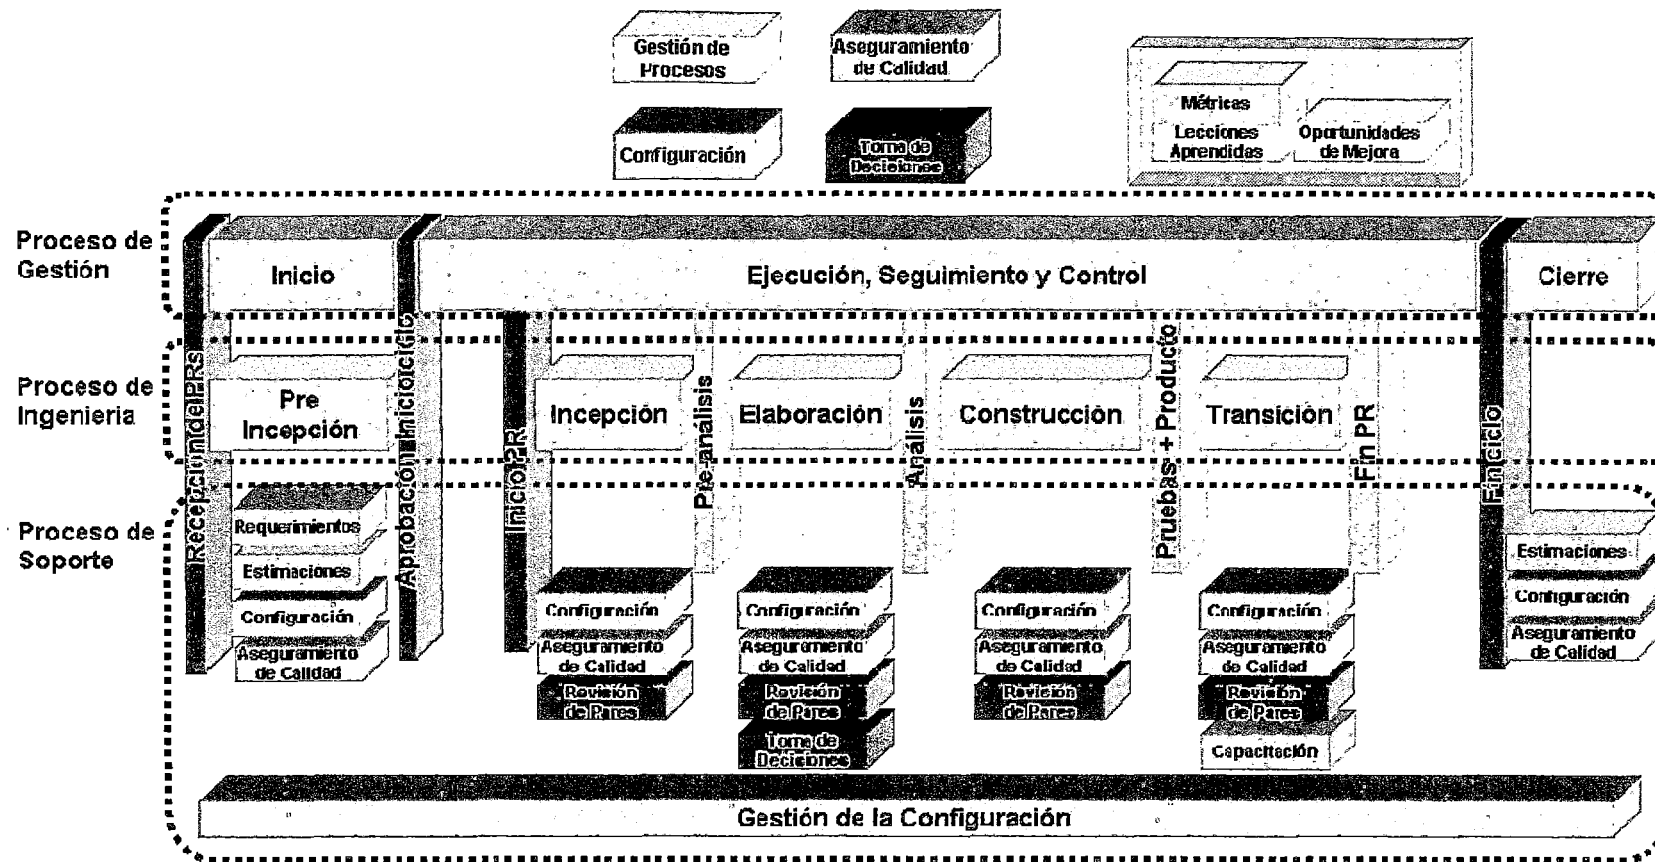 Gestión de
Procesos
Aseguramiento
de Calidad
Configuración
Toma de
Decisiones
Métricas
Lecciones
Aprendidas
Oportunidades
de Mejora
Proceso de
Gestión
Inicio
Ejecución, Seguimiento y Control
Cierre
Proceso de
Ingenieria
Recepción del PRs
Pre
Incepción
Aprobación Inicio
Inicio PR
Incepción
Pre-análisis
Elaboración
Analisis
Construcción
Pruebas + Producto
Transición
Fin PR
Fin ciclo
Proceso de
Soporte
Requerimientos
Estimaciones
Configuración
Aseguramiento
de Calidad
Configuración
Aseguramiento
de Calidad
Revisión
de Pares
Configuración
Aseguramiento
de Calidad
Revisión
de Pares
Toma de
Decisiones
Configuración
Aseguramiento
de Calidad
Revisión
de Pares
Configuración
Aseguramiento
de Calidad
Revisión
de Pares
Capacitación
Estimaciones
Configuración
Aseguramiento
de Calidad
Gestión de la Configuración